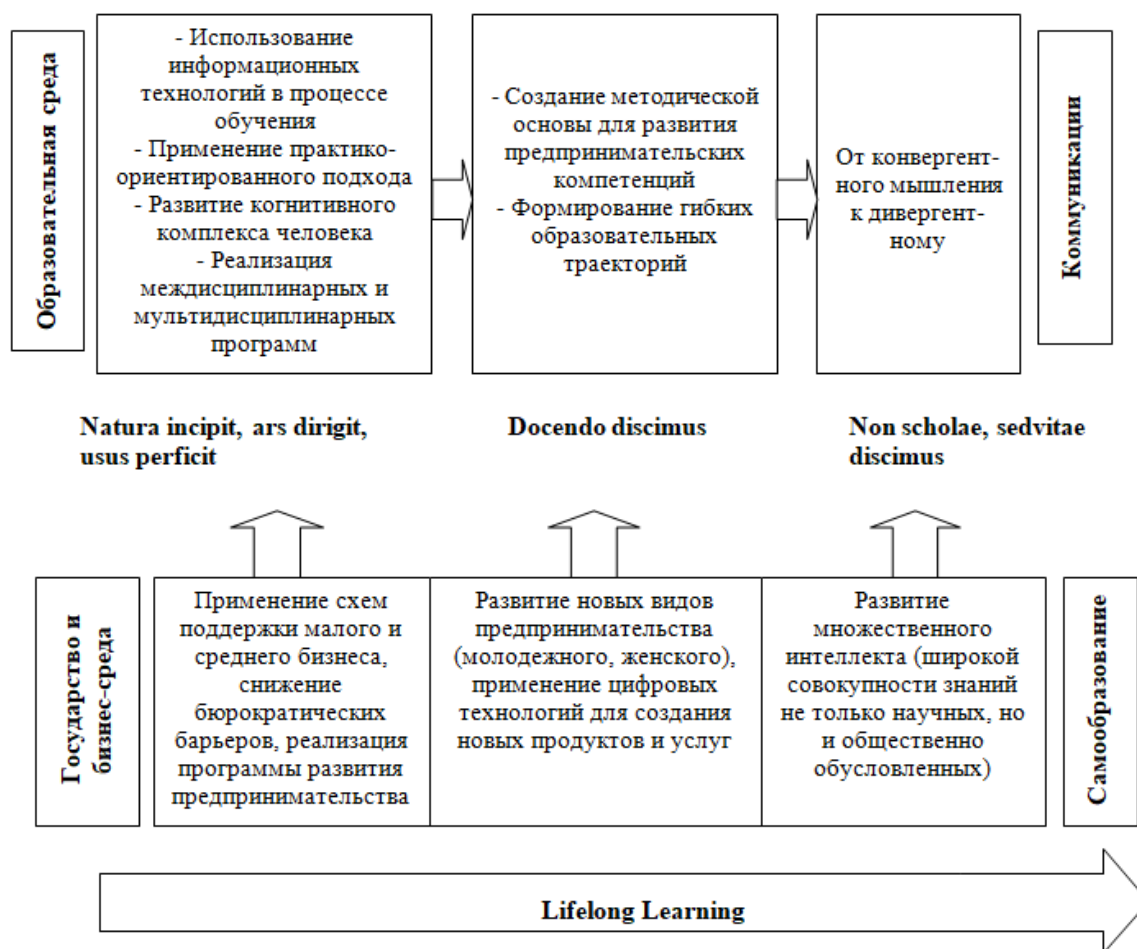 Образовательная среда
- Использование
информационных
технологий в процессе
обучения
- Применение практико-
ориентированного подхода
- Развитие когнитивного
комплекса человека
- Реализация
междисциплинарных и
мультидисциплинарных
программ
- Создание методической
основы для развития
предпринимательских
компетенций
- Формирование гибких
образовательных
траекторий
От конвергент-
ного мышления
к дивергент-
ному
Коммуникации
Natura incipit, ars dirigit,
usus perficit
Docendo discimus
Non scholae, sedvitae
discimus
Государство и
бизнес-среда
Применение схем
поддержки малого и
среднего бизнеса,
снижение
бюрократических
барьеров, реализация
программы развития
предпринимательства
Развитие новых видов
предпринимательства
(молодежного, женского),
применение цифровых
технологий для создания
новых продуктов и услуг
Развитие
множественного
интеллекта (широкой
совокупности знаний
не только научных, но
и общественно
обусловленных)
Самообразование
Lifelong Learning